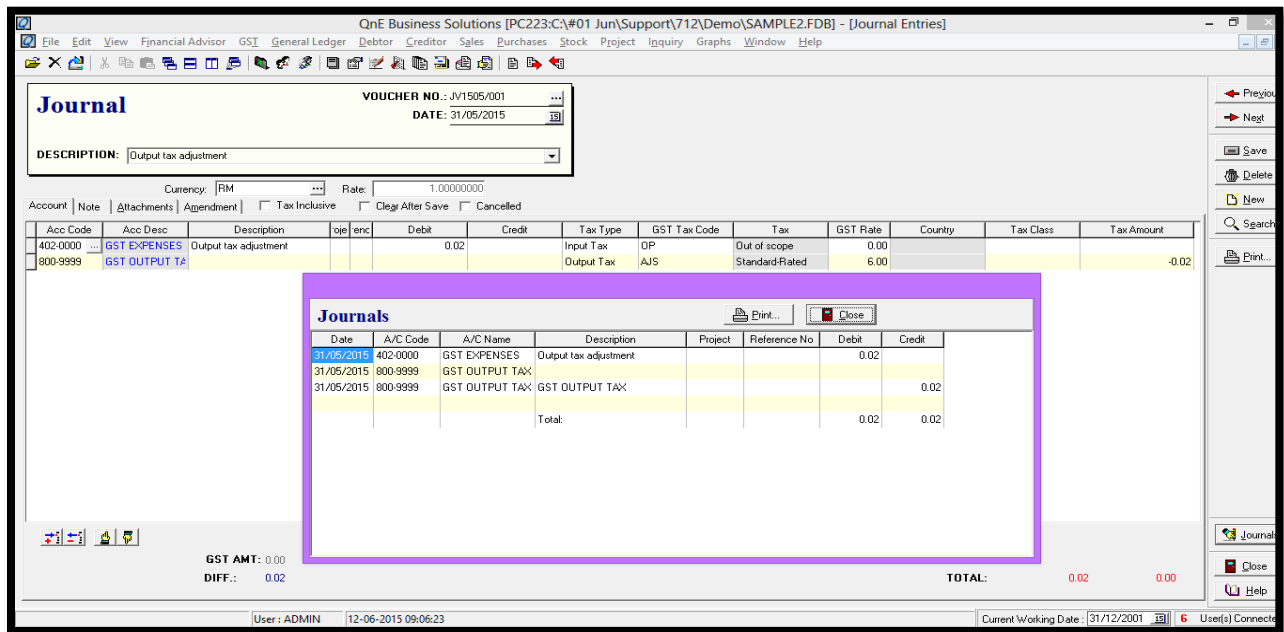 QnE Business Solutions [PC223:C:\#01 Jun\Support\712\Demo\SAMPLE2.FDB] - [Journal Entries]
File Edit View Financial Advisor GST General Ledger Debtor Creditor Sales Purchases Stock Project Inquiry Graphs Window Help
Journal
VOUCHER NO.: JV1505/001 ...
DATE: 31/05/2015 15
DESCRIPTION: Output tax adjustment
Currency: RM ... Rate: 1.00000000
Account Note Attachments Amendment Tax Inclusive Clear After Save Cancelled
Acc Code Acc Desc Description roje renc Debit Credit Tax Type GST Tax Code Tax GST Rate Country Tax Class Tax Amount
402-0000 ... GST EXPENSES Output tax adjustment 0.02 Input Tax OP Out of scope 0.00
800-9999 GST OUTPUT TA Output Tax AJS Standard-Rated 6.00 -0.02
Journals Print... Close
Date A/C Code A/C Name Description Project Reference No Debit Credit
31/05/2015 402-0000 GST EXPENSES Output tax adjustment 0.02
31/05/2015 800-9999 GST OUTPUT TAX
31/05/2015 800-9999 GST OUTPUT TAX GST OUTPUT TAX 0.02
Total: 0.02 0.02
GST AMT: 0.00
DIFF.: 0.02 TOTAL: 0.02 0.00
Previou
Next
Save
Delete
New
Search
Print...
Journal
Close
Help
User : ADMIN 12-06-2015 09:06:23 Current Working Date : 31/12/2001 15 6 User(s) Connecte